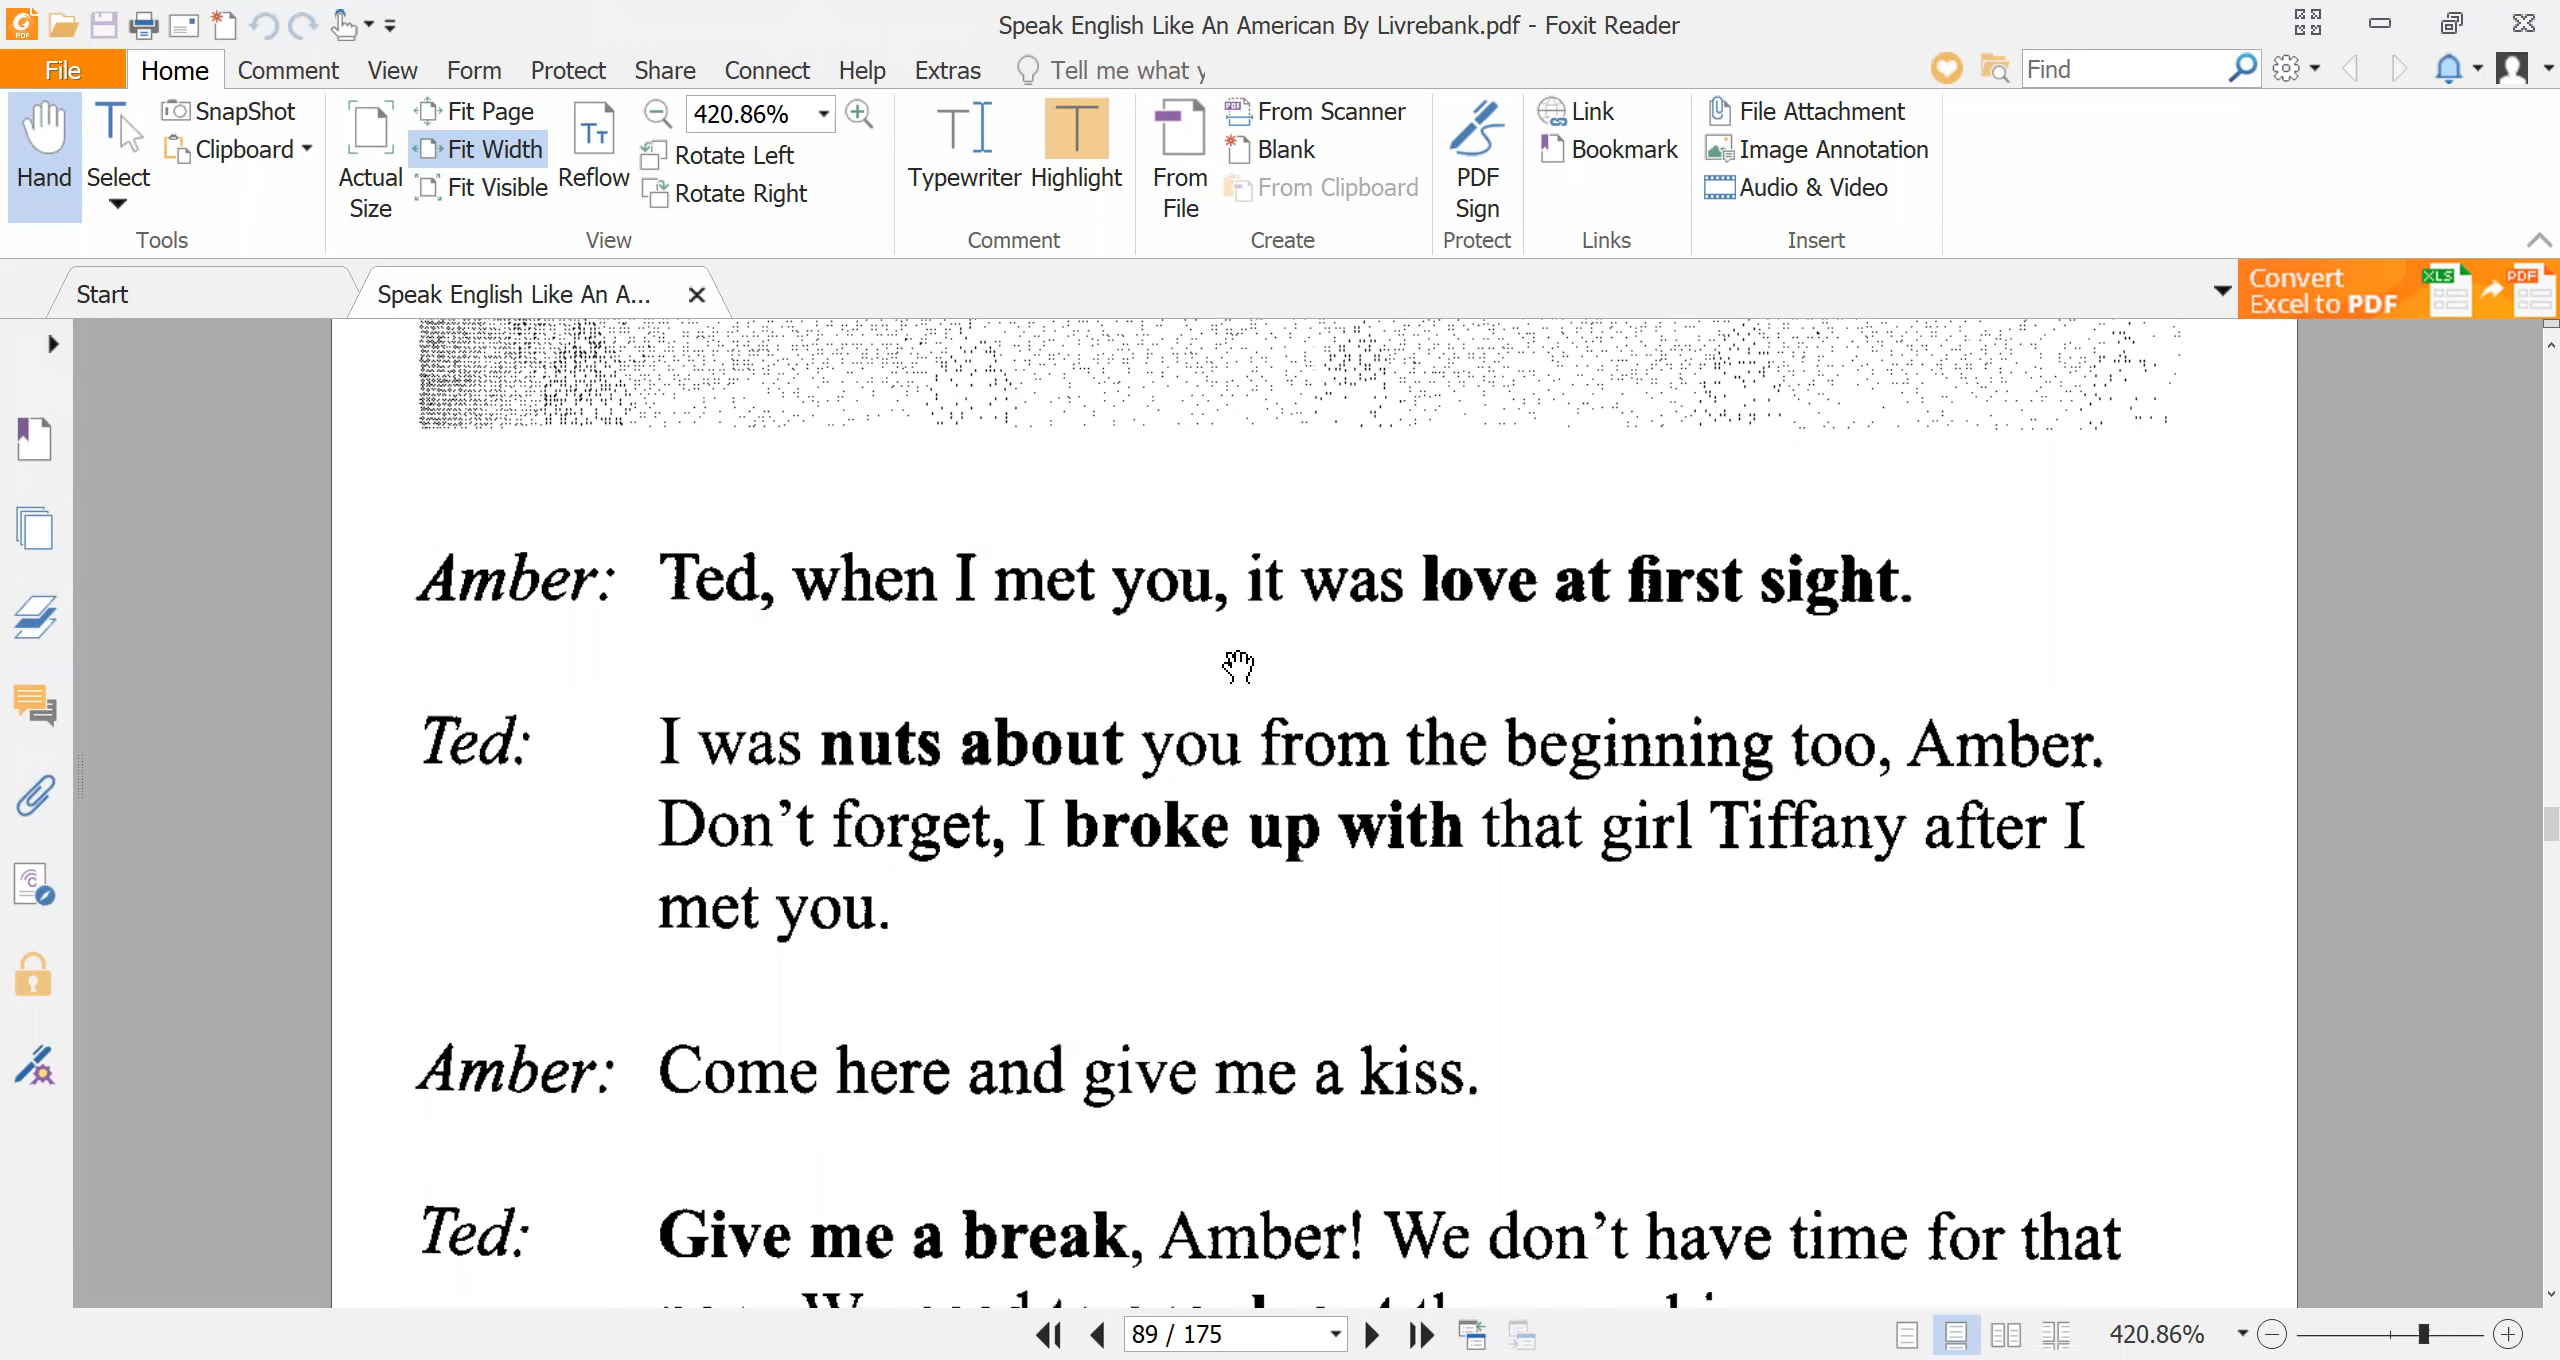 Speak English Like An American By Livrebank.pdf - Foxit Reader
File Home Comment View Form Protect Share Connect Help Extras Tell me what y Find
Hand
Select
SnapShot
Clipboard
Tools
Actual
Size
Fit Page
Fit Width
Fit Visible
Reflow
420.86%
Rotate Left
Rotate Right
View
Typewriter
Highlight
Comment
From
File
From Scanner
Blank
From Clipboard
Create
PDF
Sign
Protect
Link
Bookmark
Links
File Attachment
Image Annotation
Audio & Video
Insert
Start
Speak English Like An A...
Convert
Excel to PDF
XLS
PDF
Amber: Ted, when I met you, it was love at first sight.
Ted: I was nuts about you from the beginning too, Amber.
Don't forget, I broke up with that girl Tiffany after I
met you.
Amber: Come here and give me a kiss.
Ted: Give me a break, Amber! We don't have time for that
89 / 175
420.86%